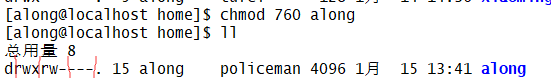 [along@localhost home]$ chmod 760 along
[along@localhost home]$ ll
总用量 8
drwxrw----. 15 along policeman 4096 1月 15 13:41 along